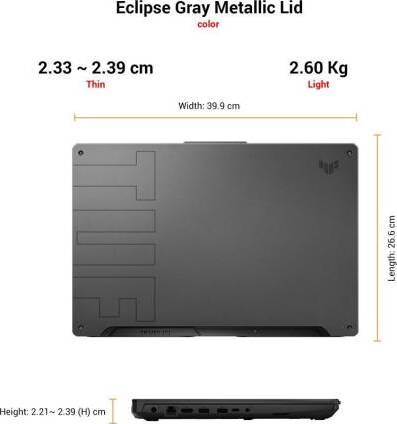 Eclipse Gray Metallic Lid
color
2.33 ~ 2.39 cm
Thin
2.60 Kg
Light
Width: 39.9 cm
Length: 26.6 cm
Height: 2.21~ 2.39 (H) cm